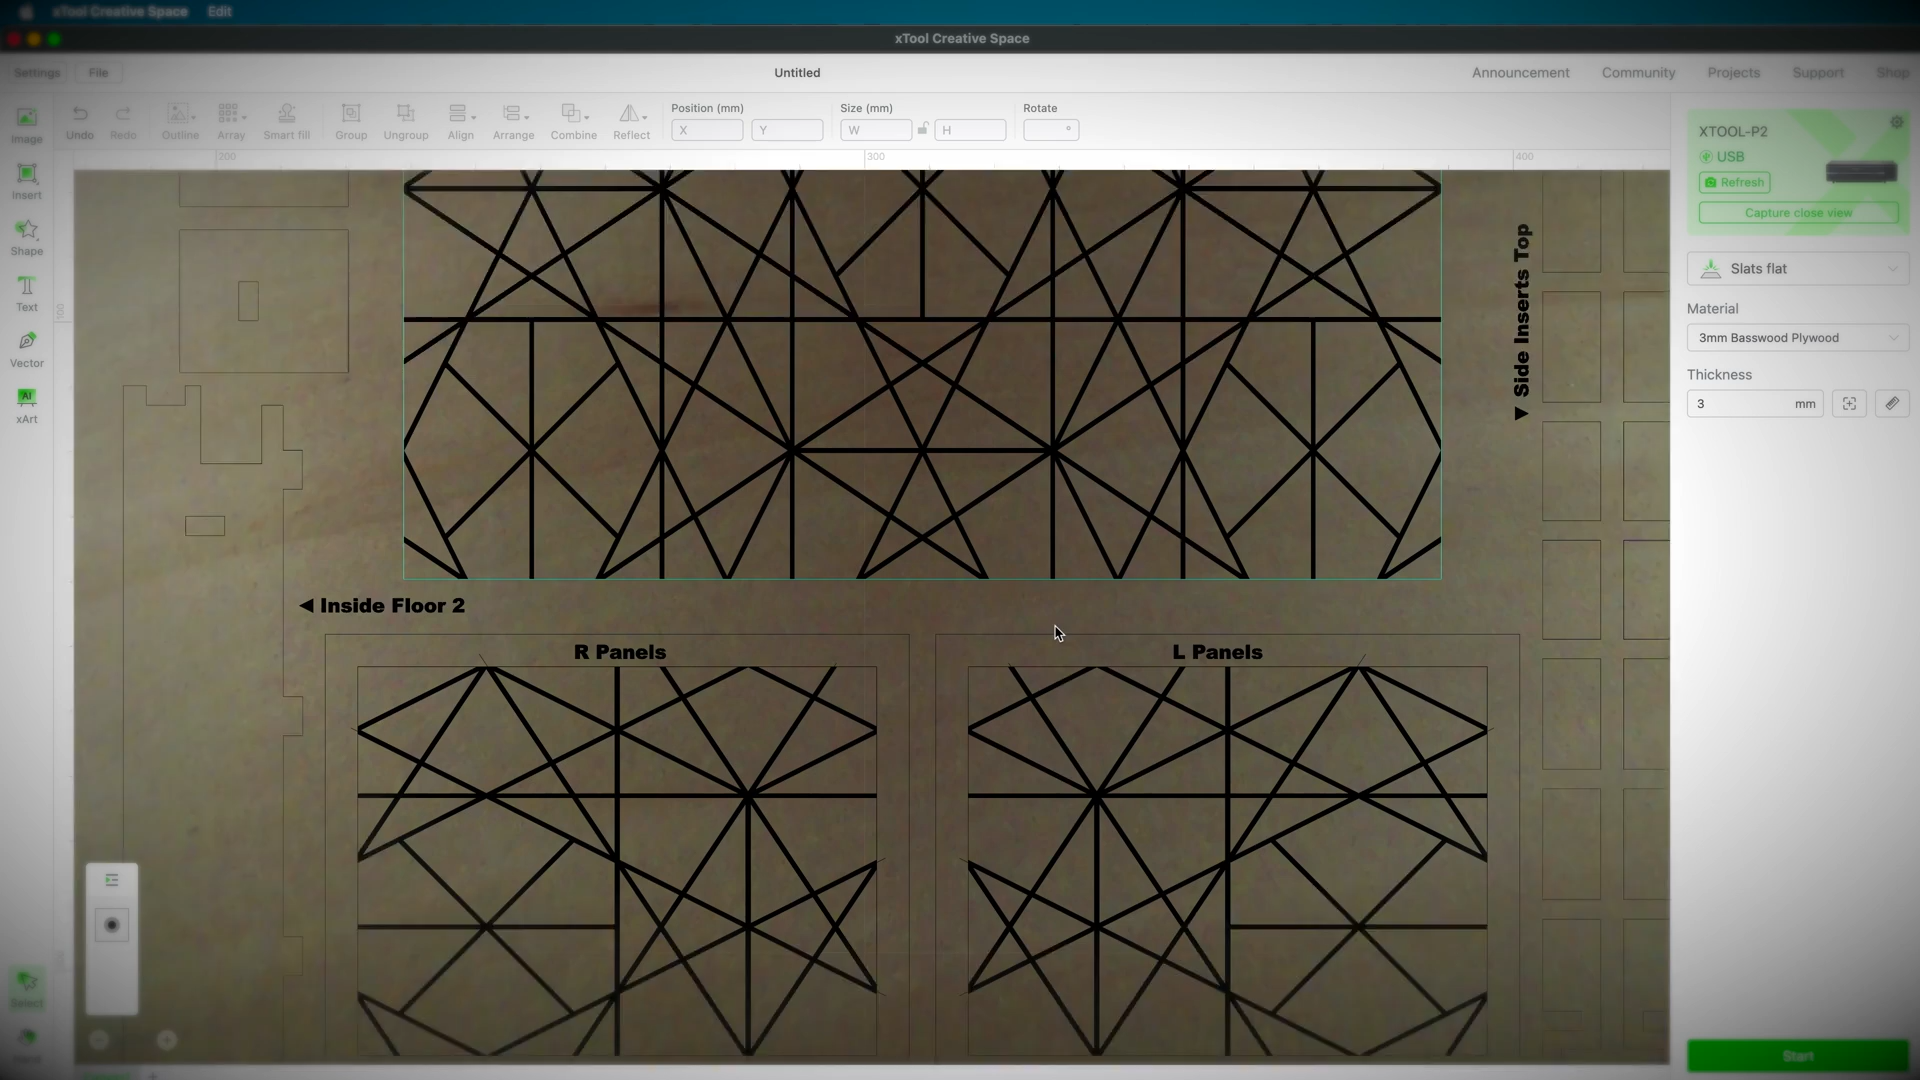 xTool Creative Space Edit
xTool Creative Space
Settings File
Untitled
Announcement Community Projects Support Shop
Image
Insert
Shape
Text
Vector
AI
xArt
Select
Undo Redo Outline Array Smart fill Group Ungroup Align Arrange Combine Reflect
Position (mm)
X Y
Size (mm)
W H
Rotate
°
200 300 400
100
◀ Inside Floor 2
R Panels
L Panels
◀ Side Inserts Top
XTOOL-P2
USB
Refresh
Capture close view
Slats flat
Material
3mm Basswood Plywood
Thickness
3 mm
Start